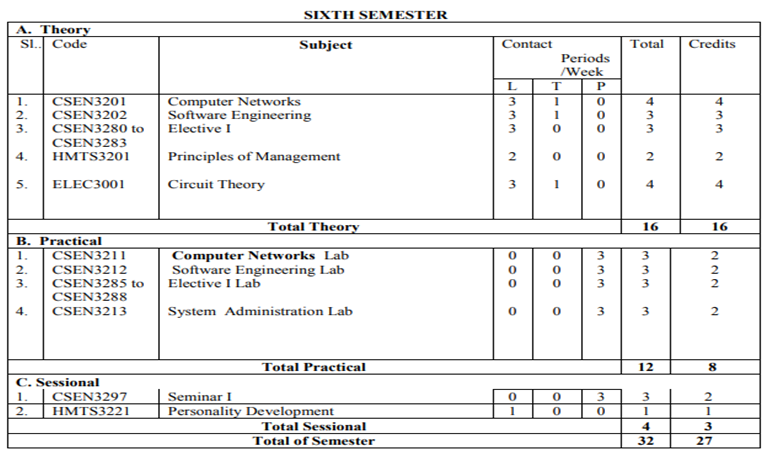 SIXTH SEMESTER
A. Theory
Sl.. Code Subject Contact Total Credits
Periods
/Week
L T P
1. CSEN3201 Computer Networks 3 1 0 4 4
2. CSEN3202 Software Engineering 3 1 0 3 3
3. CSEN3280 to Elective I 3 0 0 3 3
CSEN3283
4. HMTS3201 Principles of Management 2 0 0 2 2
5. ELEC3001 Circuit Theory 3 1 0 4 4
Total Theory 16 16
B. Practical
1. CSEN3211 Computer Networks Lab 0 0 3 3 2
2. CSEN3212 Software Engineering Lab 0 0 3 3 2
3. CSEN3285 to Elective I Lab 0 0 3 3 2
CSEN3288
4. CSEN3213 System Administration Lab 0 0 3 3 2
Total Practical 12 8
C. Sessional
1. CSEN3297 Seminar I 0 0 3 3 2
2. HMTS3221 Personality Development 1 0 0 1 1
Total Sessional 4 3
Total of Semester 32 27